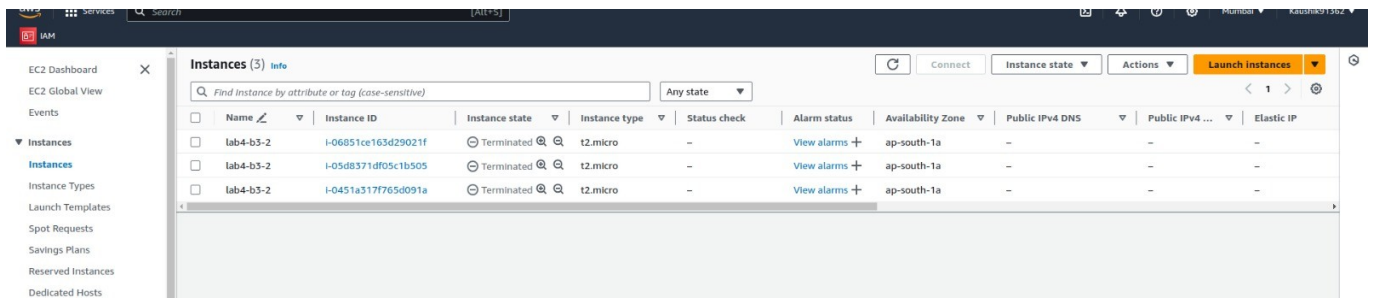 aws Services Search [Alt+S] Mumbai Kaushik91362
IAM
EC2 Dashboard
EC2 Global View
Events
Instances
Instances
Instance Types
Launch Templates
Spot Requests
Savings Plans
Reserved Instances
Dedicated Hosts
Instances (3) Info
Connect Instance state Actions Launch instances
Find Instance by attribute or tag (case-sensitive) Any state 1
Name Instance ID Instance state Instance type Status check Alarm status Availability Zone Public IPv4 DNS Public IPv4 ... Elastic IP
lab4-b3-2 i-06851ce163d29021f Terminated t2.micro – View alarms + ap-south-1a – – –
lab4-b3-2 i-05d8371df05c1b505 Terminated t2.micro – View alarms + ap-south-1a – – –
lab4-b3-2 i-0451a317f765d091a Terminated t2.micro – View alarms + ap-south-1a – – –